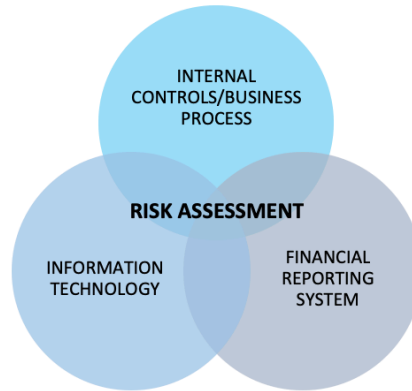 INTERNAL
CONTROLS/BUSINESS
PROCESS
RISK ASSESSMENT
INFORMATION
TECHNOLOGY
FINANCIAL
REPORTING
SYSTEM